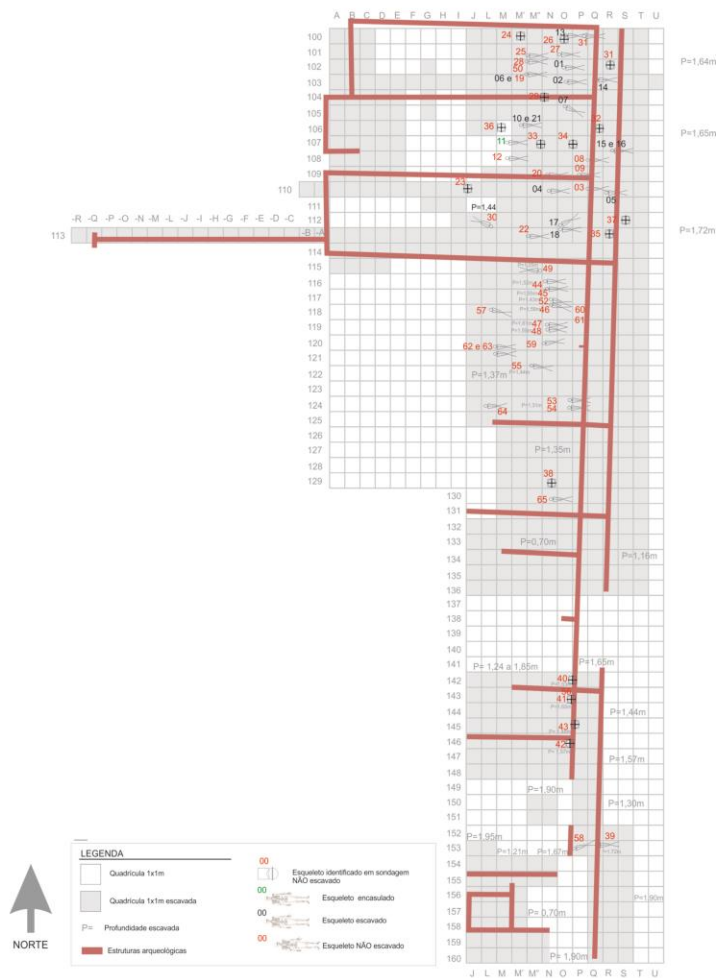 A B C D E F G H I J L M M' M" N O P Q R S T U
100 24 26 13 31
101 25 27 31
102 28 50 01 P=1,64m
103 06 e 19 02 14
104 29 07
105 10 e 21
106 36 32 P=1,65m
107 11 33 34 15 e 16
108 12 08
109 20 09
110 23 04 03 05
111 P=1,44
-R -Q -P -O -N -L -J -I -H -G -F -E -D -C -B -A
112 30 17 37
113 22 18 35 P=1,72m
114
115 49
116 44
117 45 52
118 57 46 60
119 47 48 61
120 62 e 63 59
121 55
122 P=1,37m
123 53
124 64 54
125
126
127 P=1,35m
128 38
129
130 65
131
132
133 P=0,70m
134 P=1,16m
135
136
137
138
139
140
141 P= 1,24 a 1,85m P=1,65m
142 40
143 41
144 P=1,44m
145 43
146 42
147 P=1,57m
148
149 P=1,90m
150 P=1,30m
151
152 P=1,95m 58 39
153 P=1,21m P=1,67m
154
155
156 P=1,90m
157 P= 0,70m
158
159
160 P= 1,90m
NORTE
LEGENDA
Quadrícula 1x1m
Quadrícula 1x1m escavada
P= Profundidade escavada
Estruturas arqueológicas
00
Esqueleto identificado em sondagem
NÃO escavado
00
Esqueleto encasulado
00
Esqueleto escavado
00
Esqueleto NÃO escavado